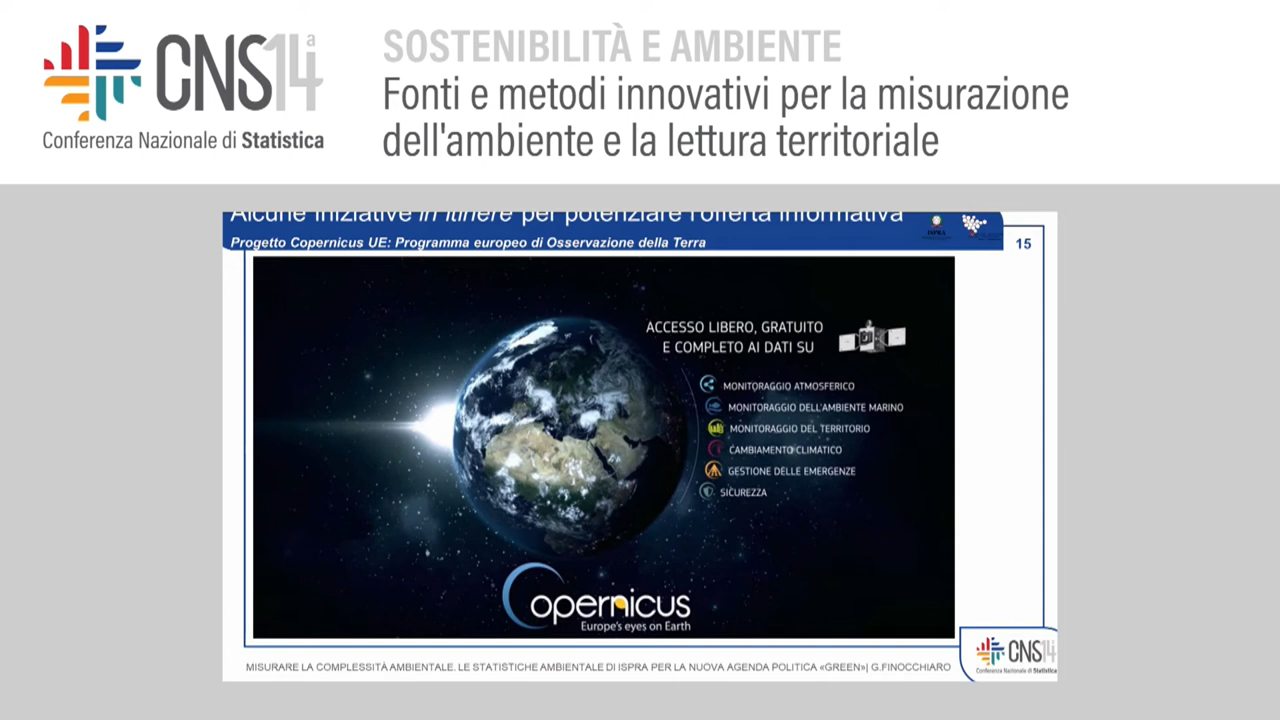 CNS14ª
Conferenza Nazionale di Statistica
SOSTENIBILITÀ E AMBIENTE
Fonti e metodi innovativi per la misurazione
dell'ambiente e la lettura territoriale
Alcune iniziative in itinere per potenziare l'offerta informativa
Progetto Copernicus UE: Programma europeo di Osservazione della Terra
ISPRA
15
ACCESSO LIBERO, GRATUITO
E COMPLETO AI DATI SU
MONITORAGGIO ATMOSFERICO
MONITORAGGIO DELL'AMBIENTE MARINO
MONITORAGGIO DEL TERRITORIO
CAMBIAMENTO CLIMATICO
GESTIONE DELLE EMERGENZE
SICUREZZA
Copernicus
Europe's eyes on Earth
MISURARE LA COMPLESSITÀ AMBIENTALE. LE STATISTICHE AMBIENTALE DI ISPRA PER LA NUOVA AGENDA POLITICA «GREEN»| G.FINOCCHIARO
CNS14
Conferenza Nazionale di Statistica